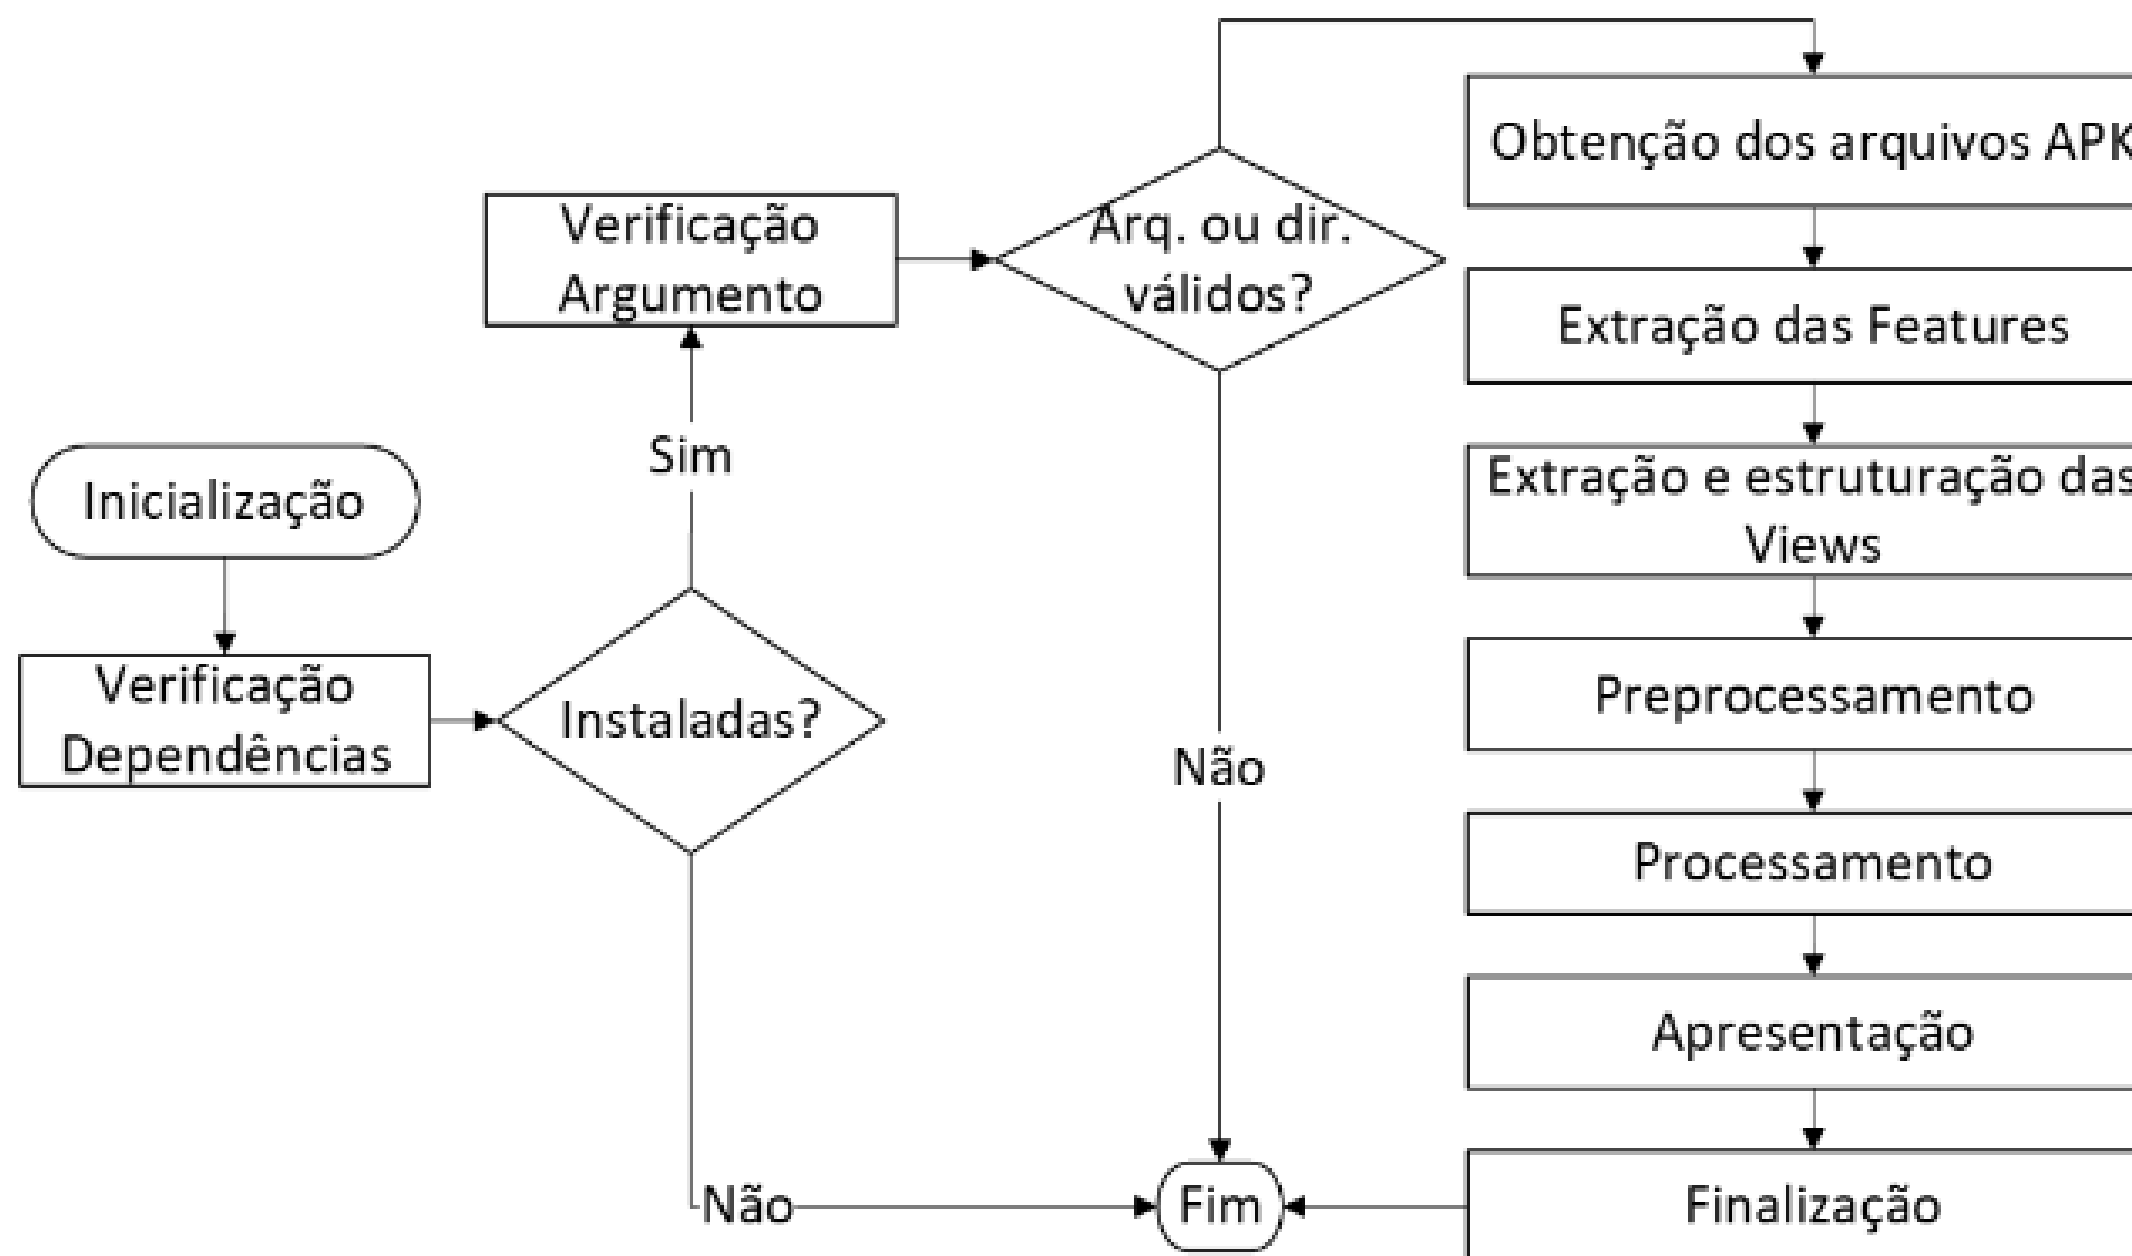 Inicialização
Verificação
Dependências
Instaladas?
Sim
Não
Verificação
Argumento
Arq. ou dir.
válidos?
Não
Obtenção dos arquivos APK
Extração das Features
Extração e estruturação das
Views
Preprocessamento
Processamento
Apresentação
Finalização
Fim